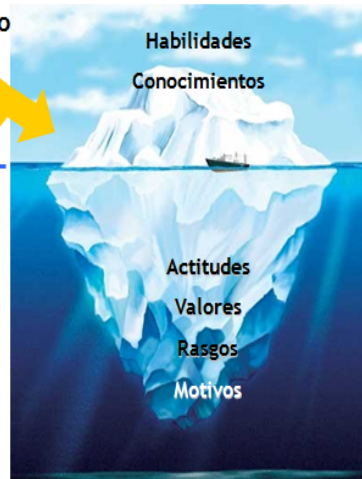 Habilidades
Conocimientos
Actitudes
Valores
Rasgos
Motivos